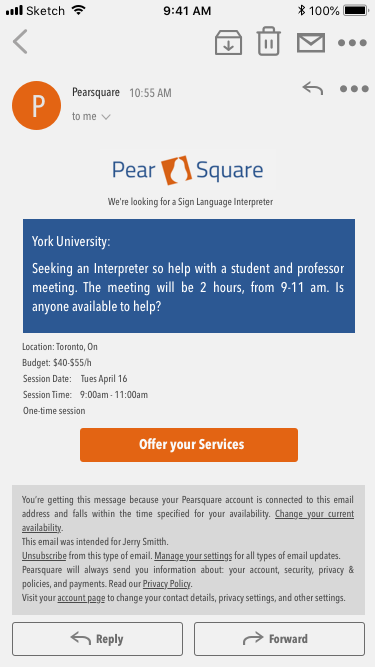 Sketch 9:41 AM 100%
Pearsquare 10:55 AM
P
to me
Pear Square
We're looking for a Sign Language Interpreter
York University:
Seeking an Interpreter so help with a student and professor
meeting. The meeting will be 2 hours, from 9-11 am. Is
anyone available to help?
Location: Toronto, On
Budget: $40-$55/h
Session Date: Tues April 16
Session Time: 9:00am - 11:00am
One-time session
Offer your Services
You're getting this message because your Pearsquare account is connected to this email
address and falls within the time specified for your availability. Change your current
availability.
This email was intended for Jerry Smith.
Unsubscribe from this type of email. Manage your settings for all types of email updates.
Pearsquare will always send you information about: your account, security, privacy &
policies, and payments. Read our Privacy Policy.
Visit your account page to change your contact details, privacy settings, and other settings.
Reply Forward